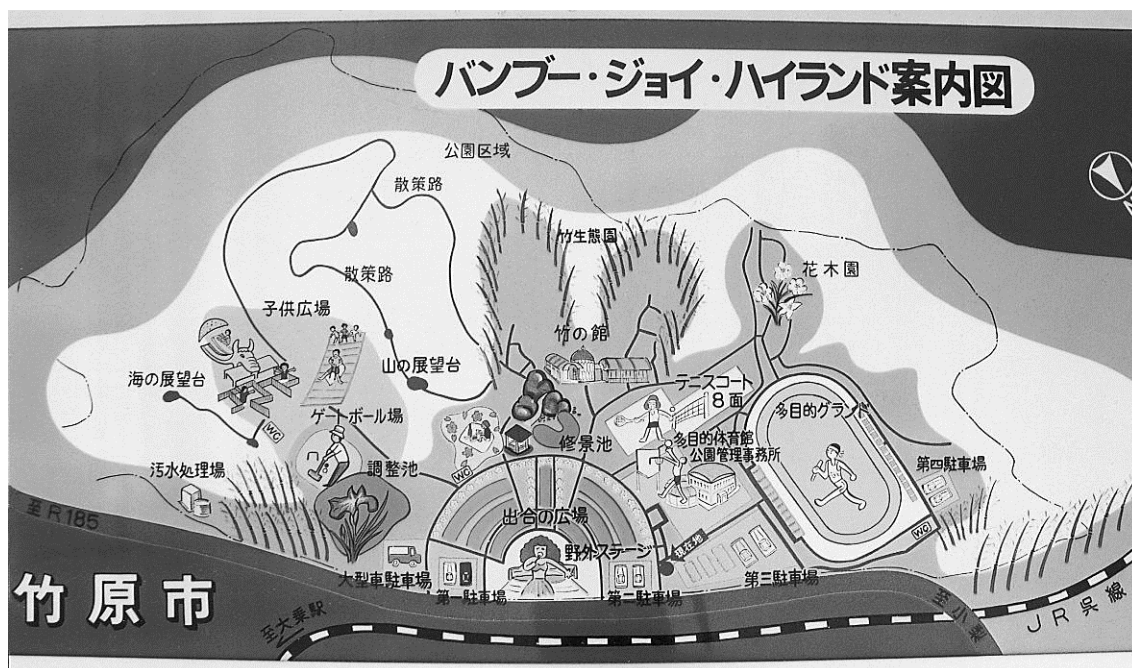 バンブー・ジョイ・ハイランド案内図
公園区域
散策路
竹生態園
花木園
散策路
子供広場
竹の館
海の展望台
山の展望台
テニスコート
8面
多目的グランド
ゲートボール場
WC
修景池
多目的体育館
公園管理事務所
汚水処理場
調整池
WC
第四駐車場
至R185
出合の広場
WC
野外ステージ
現在地
大型車駐車場
第一駐車場
第二駐車場
第三駐車場
竹原市
至大乗駅
JR呉線